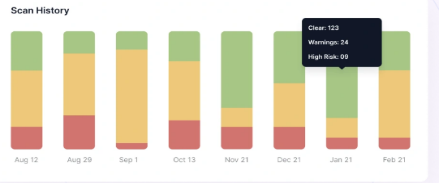 Scan History
Clear: 123
Warnings: 24
High Risk: 09
Aug 12 Aug 29 Sep 1 Oct 13 Nov 21 Dec 21 Jan 21 Feb 21